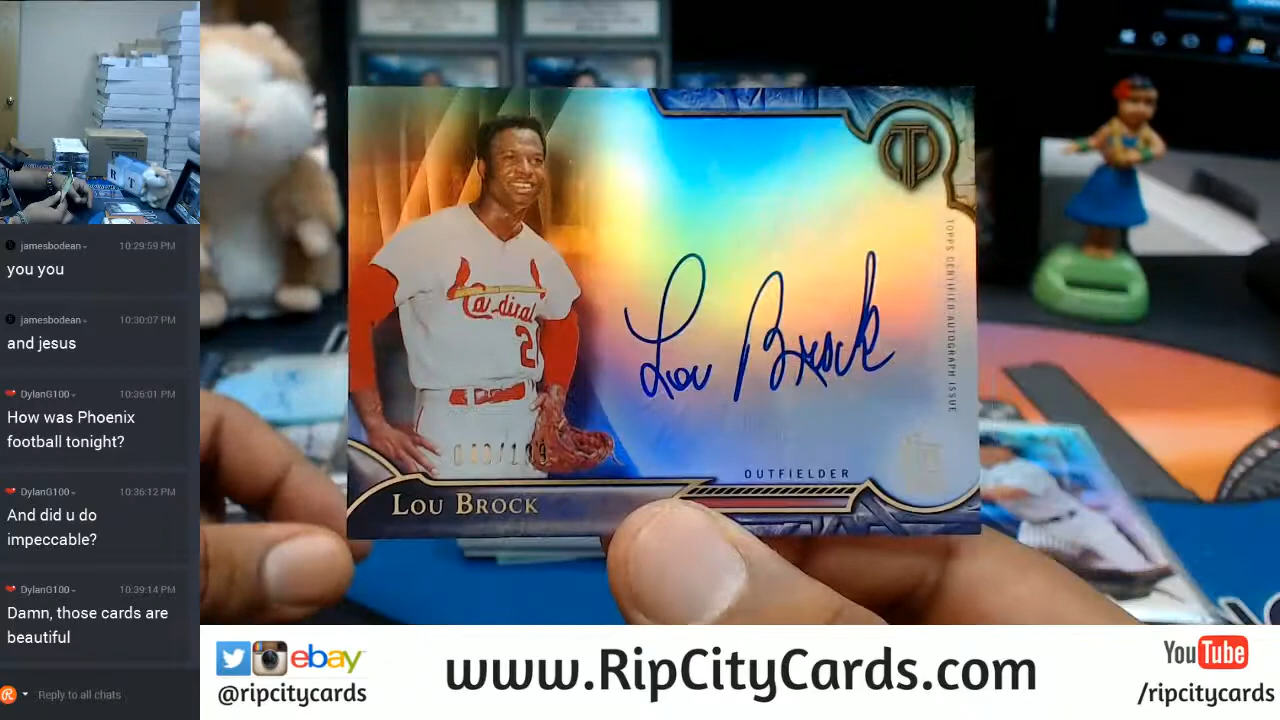 jamesbodean
10:29:59 PM
you you
jamesbodean
10:30:07 PM
and jesus
DylanG100
10:36:01 PM
How was Phoenix
football tonight?
DylanG100
10:36:12 PM
And did u do
impeccable?
DylanG100
10:39:14 PM
Damn, those cards are
beautiful
Reply to all chats
Cardinal
2
T
TOPPS CERTIFIED AUTOGRAPH ISSUE
Lou Brock
OUTFIELDER
LOU BROCK
ebay
@ripcitycards
www.RipCityCards.com
YouTube
/ripcitycards